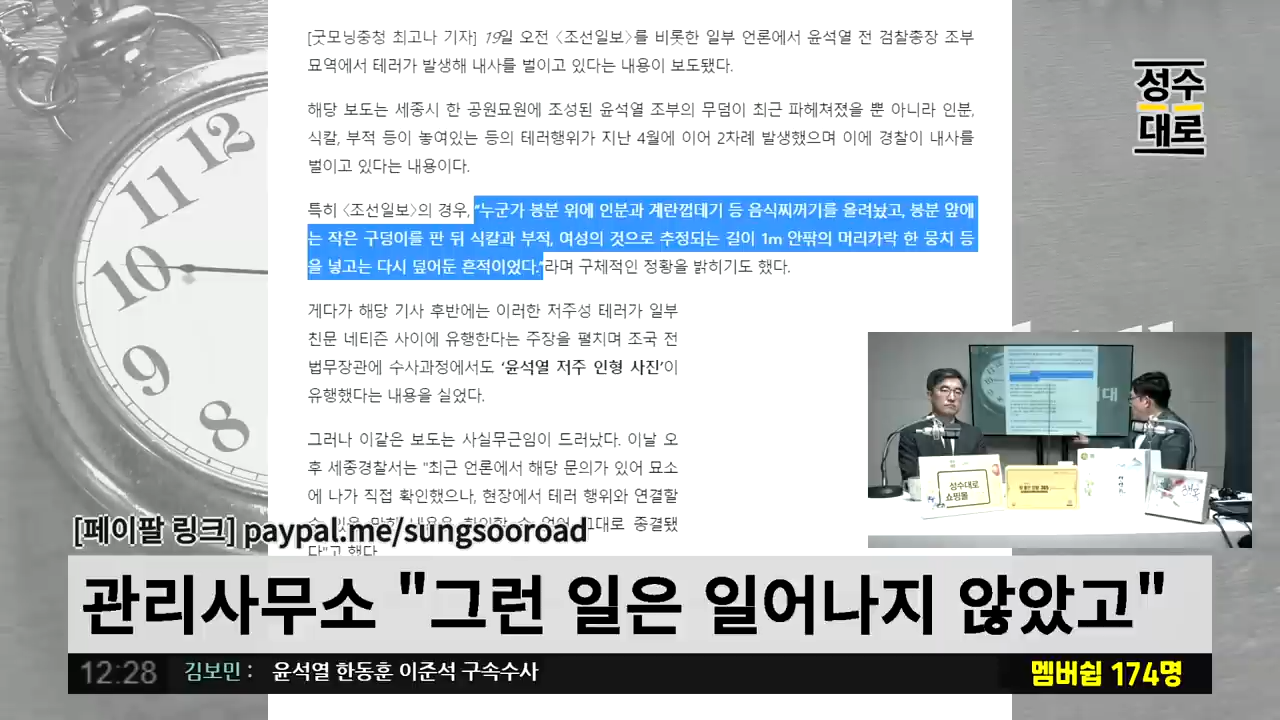 [굿모닝충청 최고나 기자] 19일 오전 〈조선일보〉를 비롯한 일부 언론에서 윤석열 전 검찰총장 조부
묘역에서 테러가 발생해 내사를 벌이고 있다는 내용이 보도됐다.
해당 보도는 세종시 한 공원묘원에 조성된 윤석열 조부의 무덤이 최근 파헤쳐졌을 뿐 아니라 인분,
식칼, 부적 등이 놓여있는 등의 테러행위가 지난 4월에 이어 2차례 발생했으며 이에 경찰이 내사를
벌이고 있다는 내용이다.
특히 〈조선일보〉의 경우, "누군가 봉분 위에 인분과 계란껍데기 등 음식찌꺼기를 올려놨고, 봉분 앞에
는 작은 구덩이를 판 뒤 식칼과 부적, 여성의 것으로 추정되는 길이 1m 안팎의 머리카락 한 뭉치 등
을 넣고는 다시 덮어둔 흔적이었다."라며 구체적인 정황을 밝히기도 했다.
게다가 해당 기사 후반에는 이러한 저주성 테러가 일부
친문 네티즌 사이에 유행한다는 주장을 펼치며 조국 전
법무장관에 수사과정에서도 '윤석열 저주 인형 사진'이
유행했다는 내용을 실었다.
그러나 이같은 보도는 사실무근임이 드러났다. 이날 오
후 세종경찰서는 "최근 언론에서 해당 문의가 있어 묘소
에 나가 직접 확인했으나, 현장에서 테러 행위와 연결할
종결됐
다"고 했다
성수
대로
12
11
10
9
8
성수대로
쇼핑몰
[페이팔 링크] paypal.me/sungsooroad
관리사무소 "그런 일은 일어나지 않았고"
12:28 김보민 : 윤석열 한동훈 이준석 구속수사 멤버쉽 174명